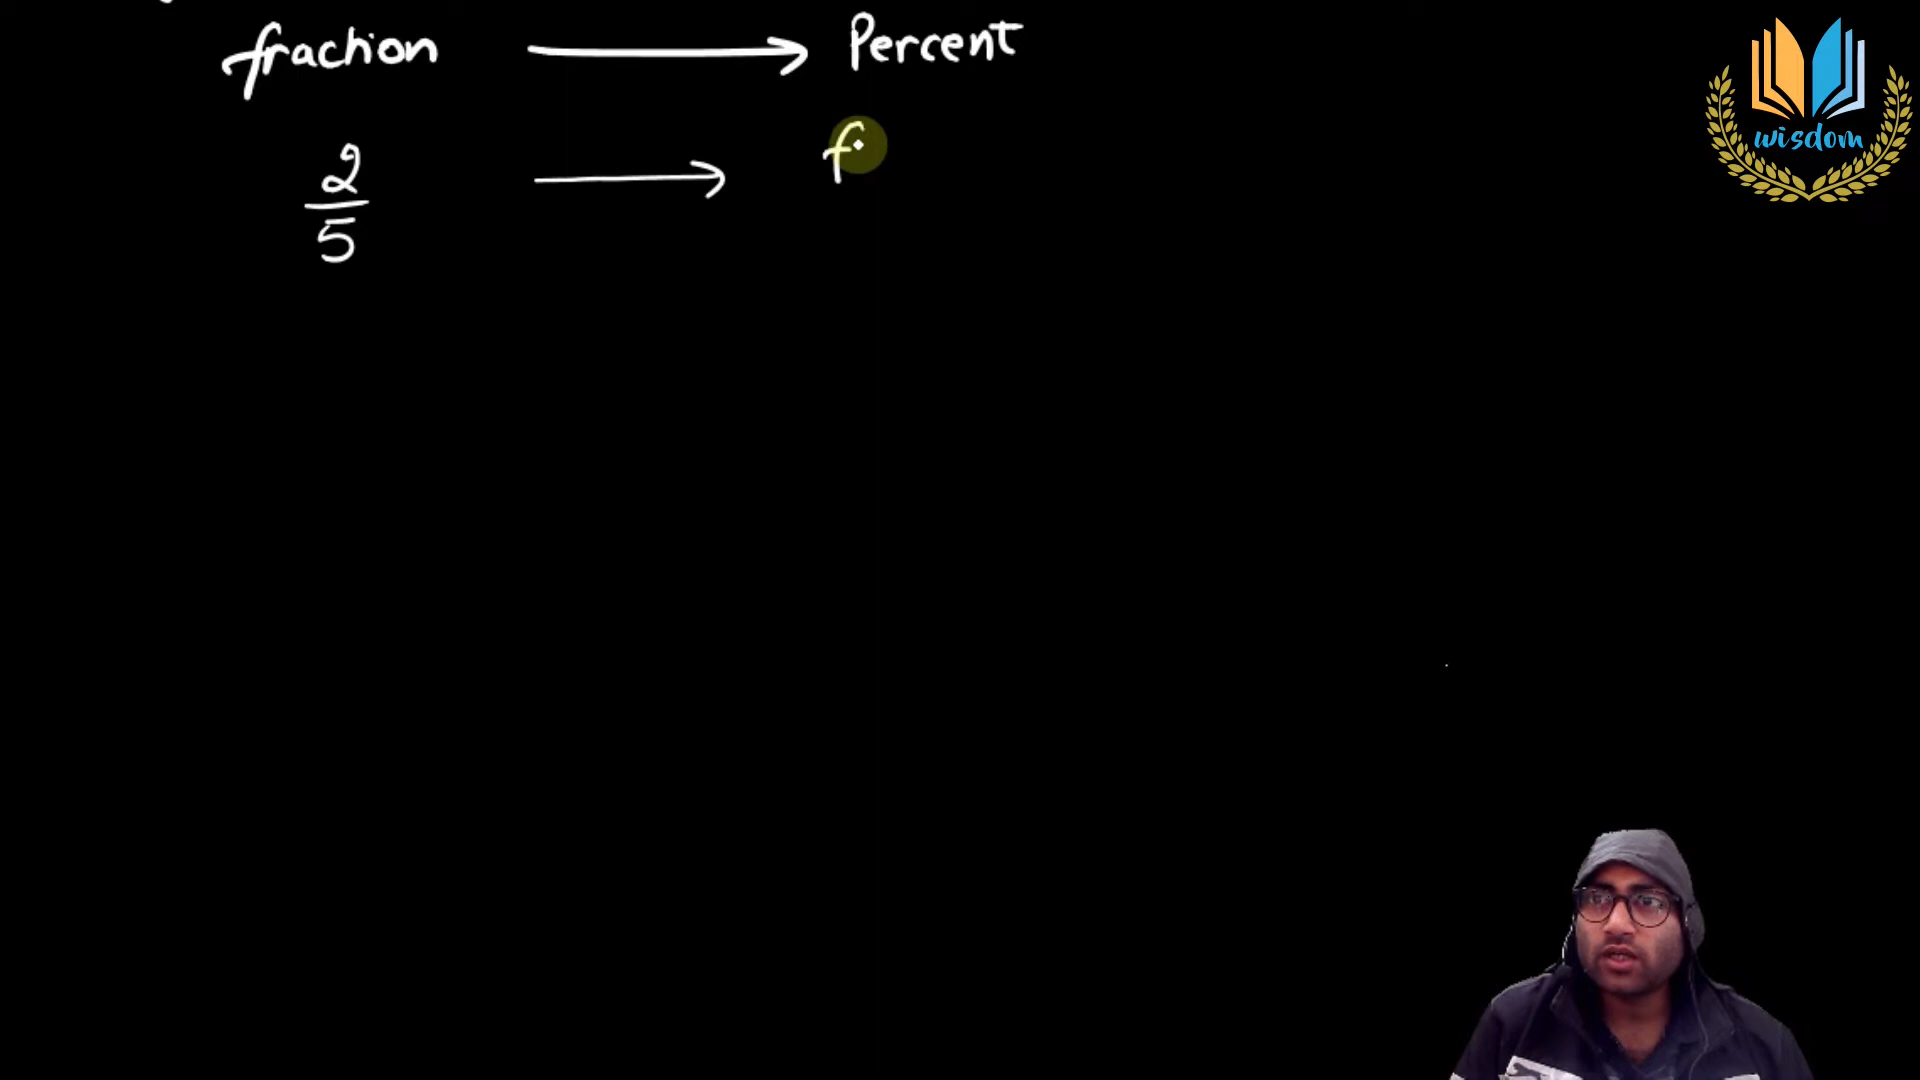 fraction → Percent
2/5 → f
wisdom